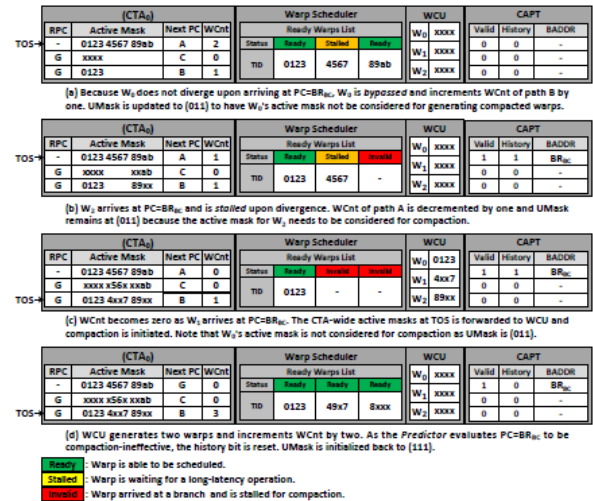 (CTA₀) Warp Scheduler WCU CAPT
RPC Active Mask Next PC WCnt Ready Warps List W₀ xxxx Valid History BADDR
TOS→ - 0123 4567 89ab A 2 Status Ready Stalled Ready 0 0 -
G xxxx C 0 TID 0123 4567 89ab W₁ xxxx 0 0 -
G 0123 B 1 W₂ xxxx 0 0 -
(a) Because W₀ does not diverge upon arriving at PC=BR_BC, W₀ is bypassed and increments WCnt of path B by
one. UMask is updated to (011) to have W₀'s active mask not be considered for generating compacted warps.
(CTA₀) Warp Scheduler WCU CAPT
RPC Active Mask Next PC WCnt Ready Warps List W₀ xxxx Valid History BADDR
TOS→ - 0123 4567 89ab A 1 Status Ready Stalled Invalid 1 1 BR_BC
G xxxx xxab C 0 TID 0123 4567 - W₁ xxxx 0 0 -
G 0123 89xx B 1 W₂ xxxx 0 0 -
(b) W₂ arrives at PC=BR_BC and is stalled upon divergence. WCnt of path A is decremented by one and UMask
remains at (011) because the active mask for W₂ needs to be considered for compaction.
(CTA₀) Warp Scheduler WCU CAPT
RPC Active Mask Next PC WCnt Ready Warps List W₀ 0123 Valid History BADDR
- 0123 4567 89ab A 0 Status Ready Invalid Invalid 1 1 BR_BC
G xxxx x56x xxab C 0 TID 0123 - - W₁ 4xx7 0 0 -
TOS→ G 0123 4xx7 89xx B 1 W₂ 89xx 0 0 -
(c) WCnt becomes zero as W₁ arrives at PC=BR_BC. The CTA-wide active masks at TOS is forwarded to WCU and
compaction is initiated. Note that W₀'s active mask is not considered for compaction as UMask is (011).
(CTA₀) Warp Scheduler WCU CAPT
RPC Active Mask Next PC WCnt Ready Warps List W₀ xxxx Valid History BADDR
- 0123 4567 89ab G 0 Status Ready Ready Ready 1 0 BR_BC
G xxxx x56x xxab C 0 TID 0123 49x7 8xxx W₁ xxxx 0 0 -
TOS→ G 0123 4xx7 89xx B 3 W₂ xxxx 0 0 -
(d) WCU generates two warps and increments WCnt by two. As the Predictor evaluates PC=BR_BC to be
compaction-ineffective, the history bit is reset. UMask is initialized back to (111).
Ready : Warp is able to be scheduled.
Stalled : Warp is waiting for a long-latency operation.
Invalid : Warp arrived at a branch and is stalled for compaction.